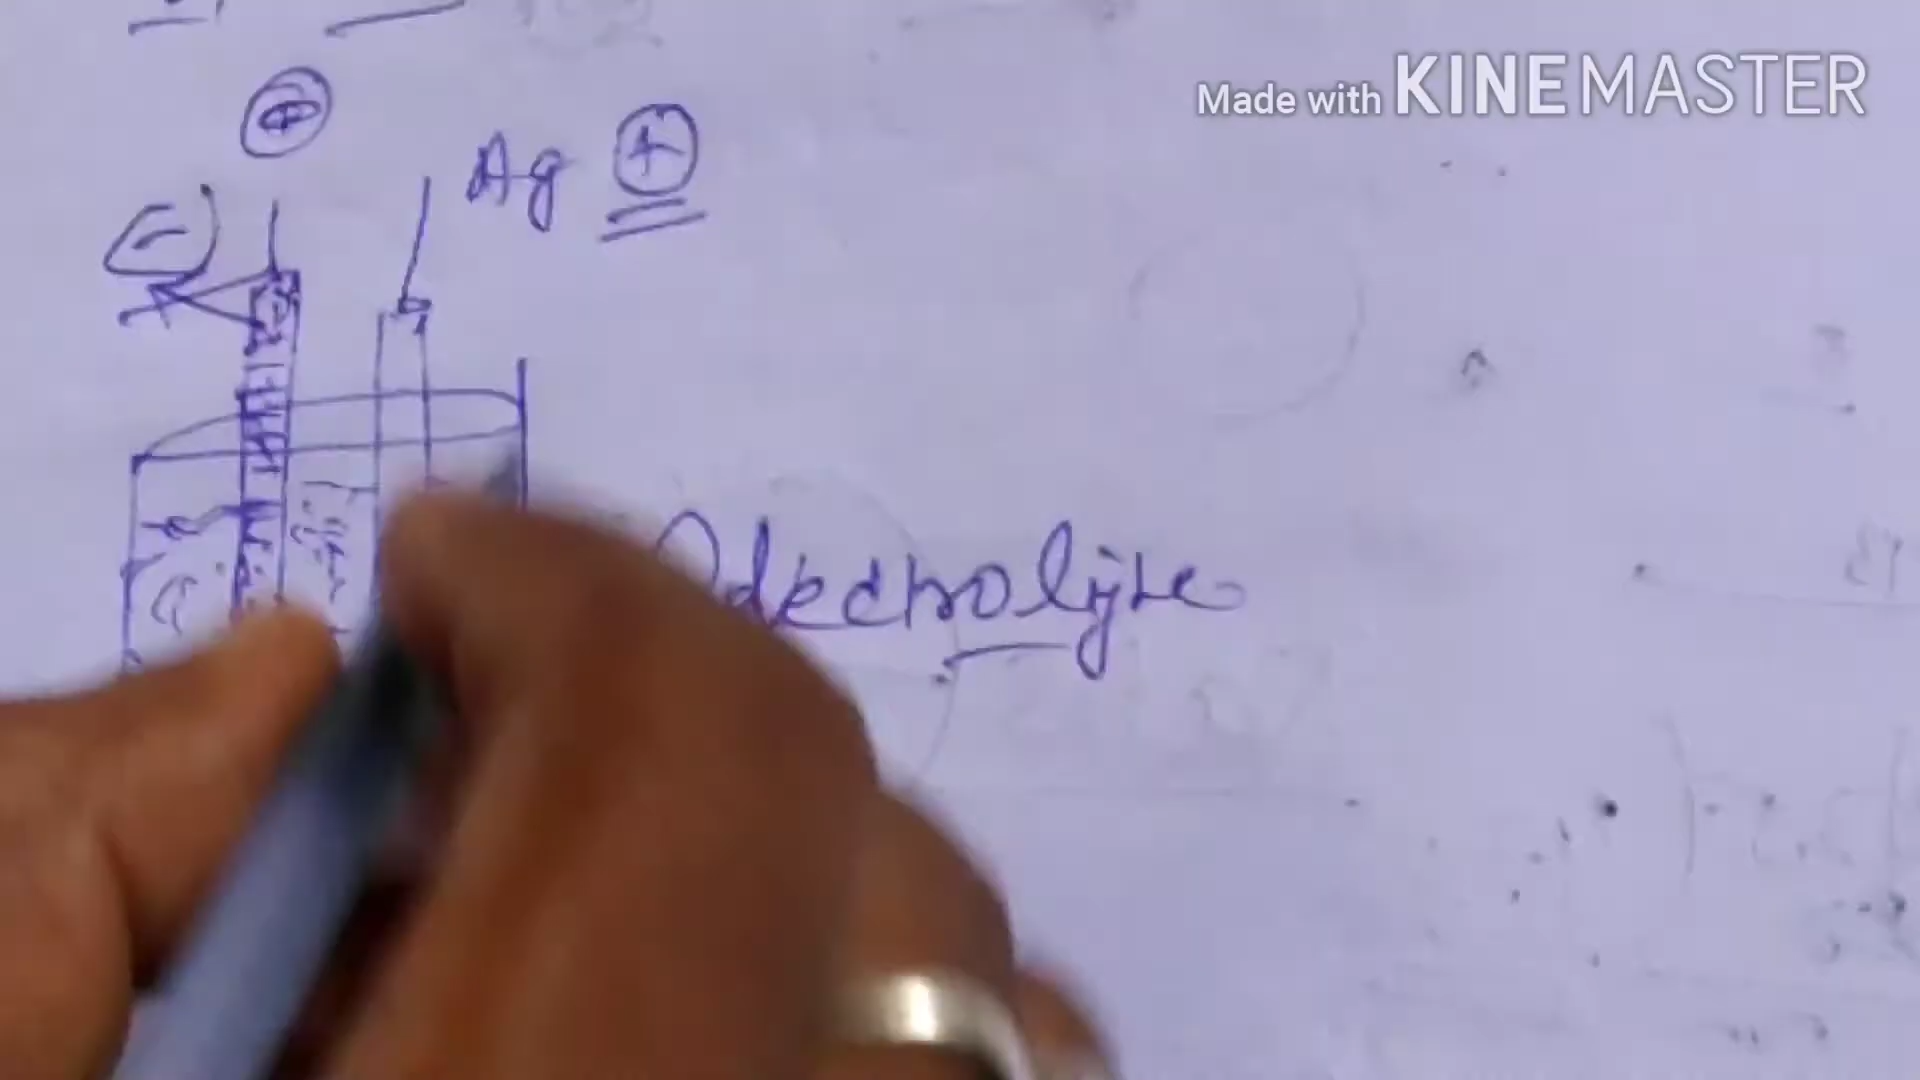 Made with KINEMASTER
+
Ag +
-
electrolyte